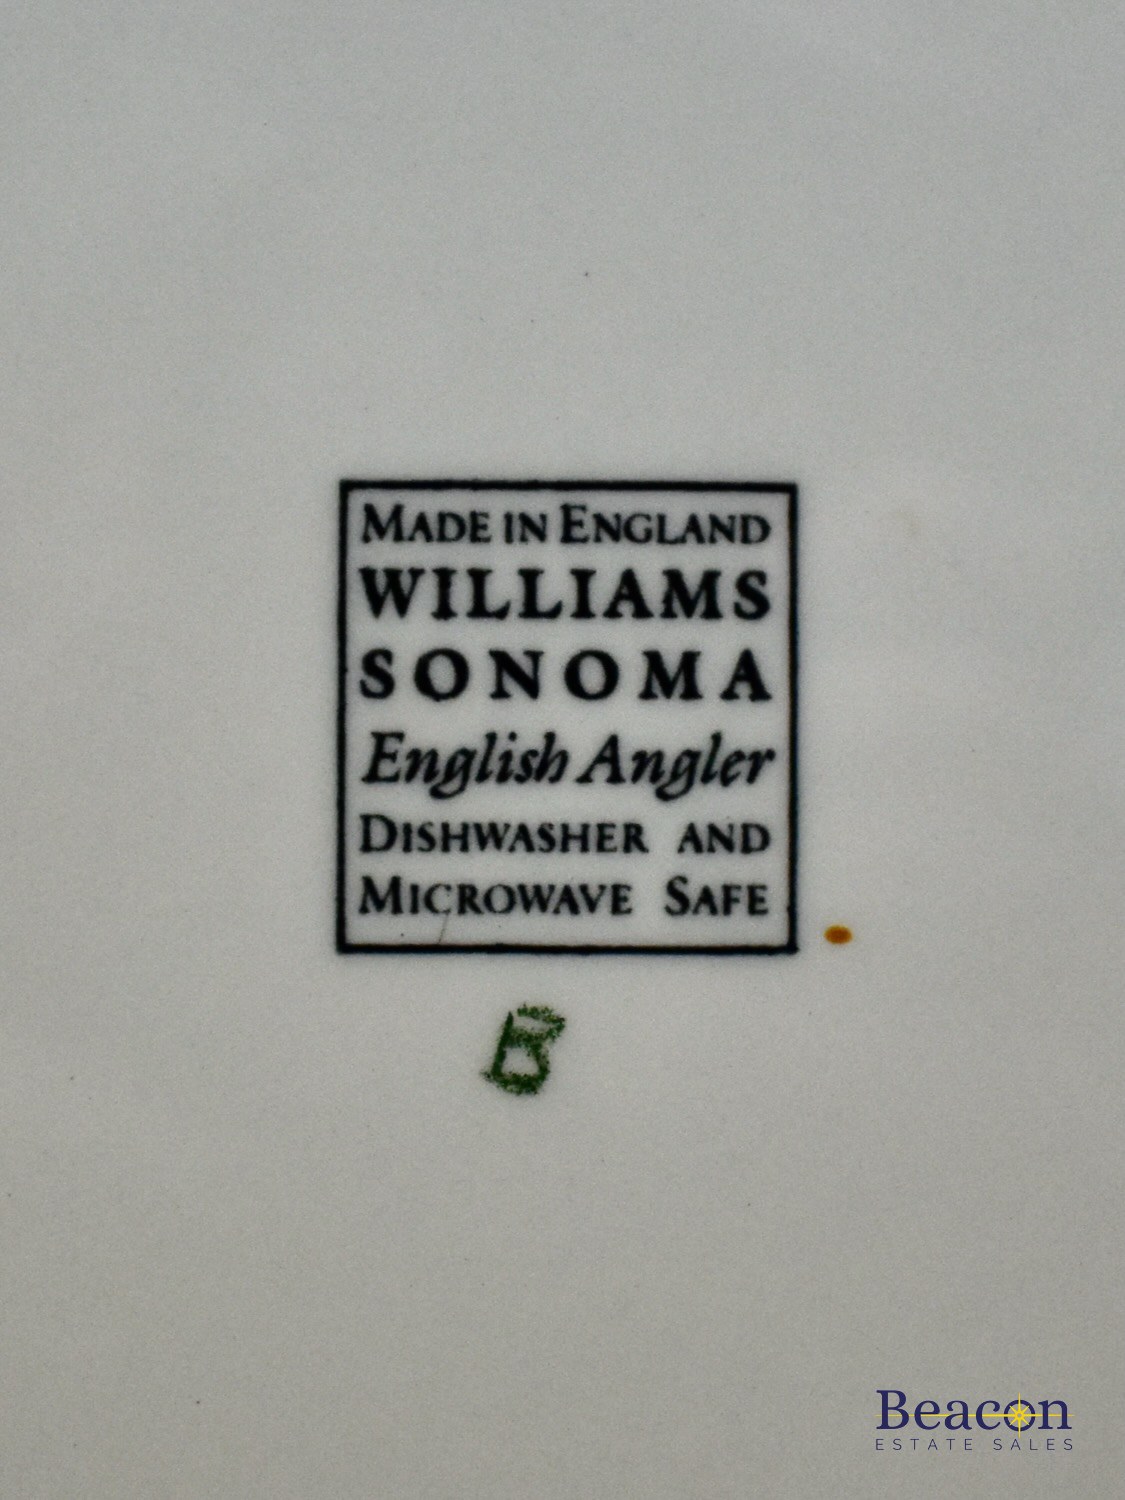 MADE IN ENGLAND
WILLIAMS
SONOMA
English Angler
DISHWASHER AND
MICROWAVE SAFE
B
Beacon
ESTATE SALES